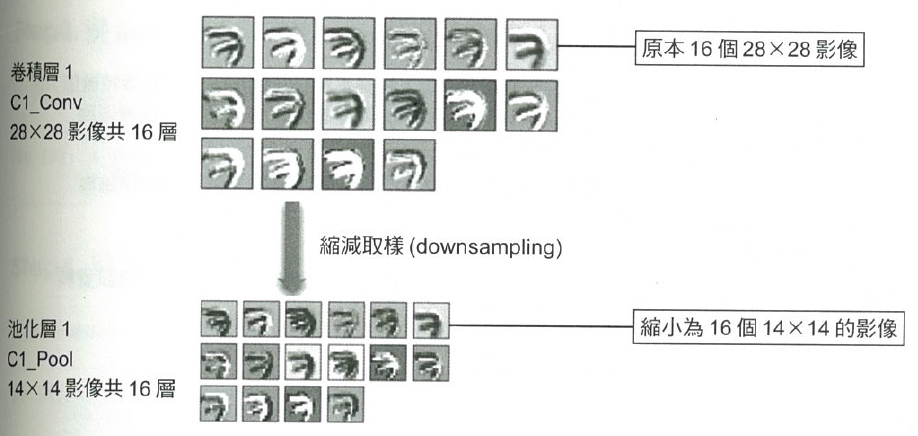 原本 16 個 28×28 影像
卷積層 1
C1_Conv
28×28 影像共 16 層
縮減取樣 (downsampling)
池化層 1
C1_Pool
14×14 影像共 16 層
縮小為 16 個 14×14 的影像